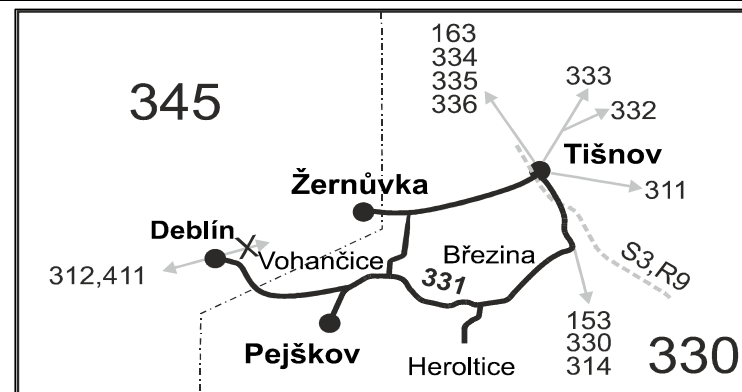 163
334
335
336
333
332
345
Tišnov
311
Žernůvka
Deblín
X
Vohančice
Březina
S3,R9
312,411
331
153
330
314
330
Pejškov
Heroltice